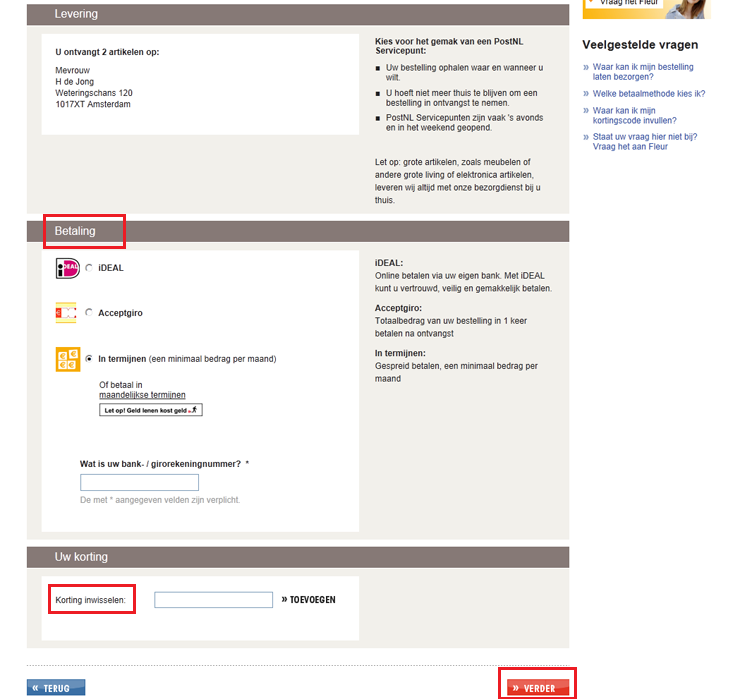 Levering
U ontvangt 2 artikelen op:
Mevrouw
H de Jong
Weteringschans 120
1017XT Amsterdam
Kies voor het gemak van een PostNL
Servicepunt:
Uw bestelling ophalen waar en wanneer u
wilt.
U hoeft niet meer thuis te blijven om een
bestelling in ontvangst te nemen.
PostNL Servicepunten zijn vaak 's avonds
en in het weekend geopend.
Let op: grote artikelen, zoals meubelen of
andere grote living of elektronica artikelen,
leveren wij altijd met onze bezorgdienst bij u
thuis.
Betaling
iDEAL
iDEAL
Acceptgiro
In termijnen (een minimaal bedrag per maand)
Of betaal in
maandelijkse termijnen
Let op! Geld lenen kost geld
Wat is uw bank- / girorekeningnummer? *
De met * aangegeven velden zijn verplicht.
iDEAL:
Online betalen via uw eigen bank. Met iDEAL
kunt u vertrouwd, veilig en gemakkelijk betalen.
Acceptgiro:
Totaalbedrag van uw bestelling in 1 keer
betalen na ontvangst
In termijnen:
Gespreid betalen, een minimaal bedrag per
maand
Uw korting
Korting inwisselen:
» TOEVOEGEN
« TERUG
» VERDER
Vraag het Fleur
Veelgestelde vragen
» Waar kan ik mijn bestelling
laten bezorgen?
» Welke betaalmethode kies ik?
» Waar kan ik mijn
kortingscode invullen?
» Staat uw vraag hier niet bij?
Vraag het aan Fleur